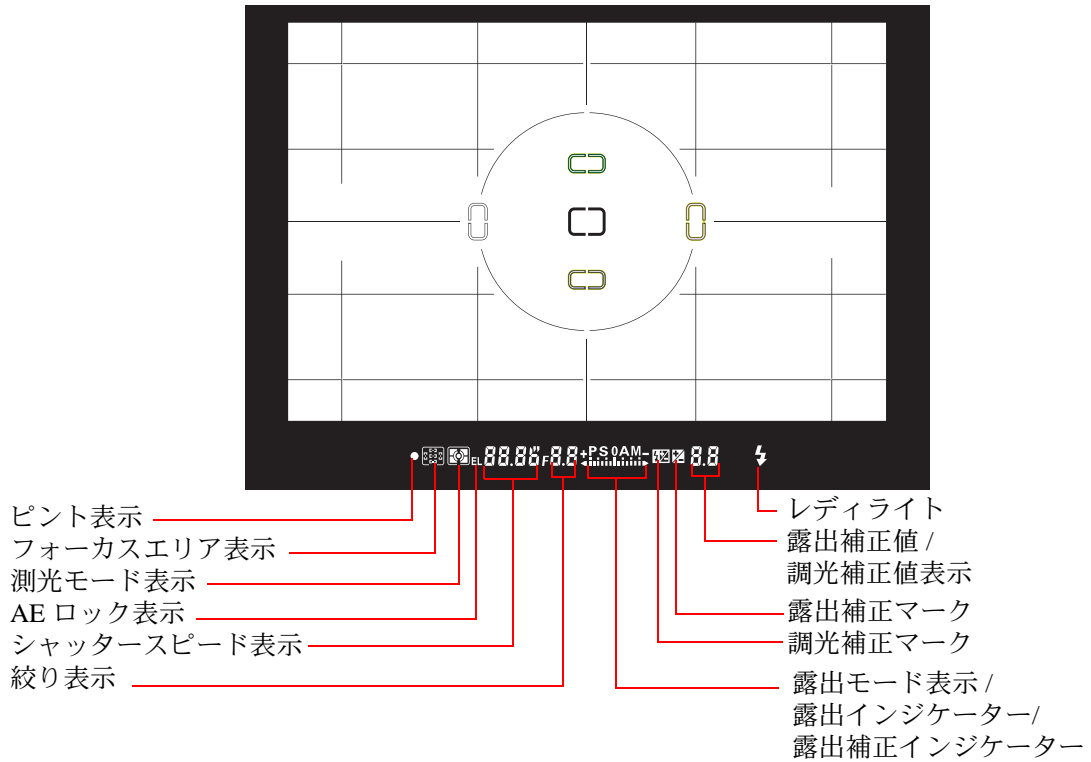 EL 88.88" F8.8 +PS0AM- 8.8
ピント表示
フォーカスエリア表示
測光モード表示
AE ロック表示
シャッタースピード表示
絞り表示
レディライト
露出補正値 /
調光補正値表示
露出補正マーク
調光補正マーク
露出モード表示 /
露出インジケーター/
露出補正インジケーター